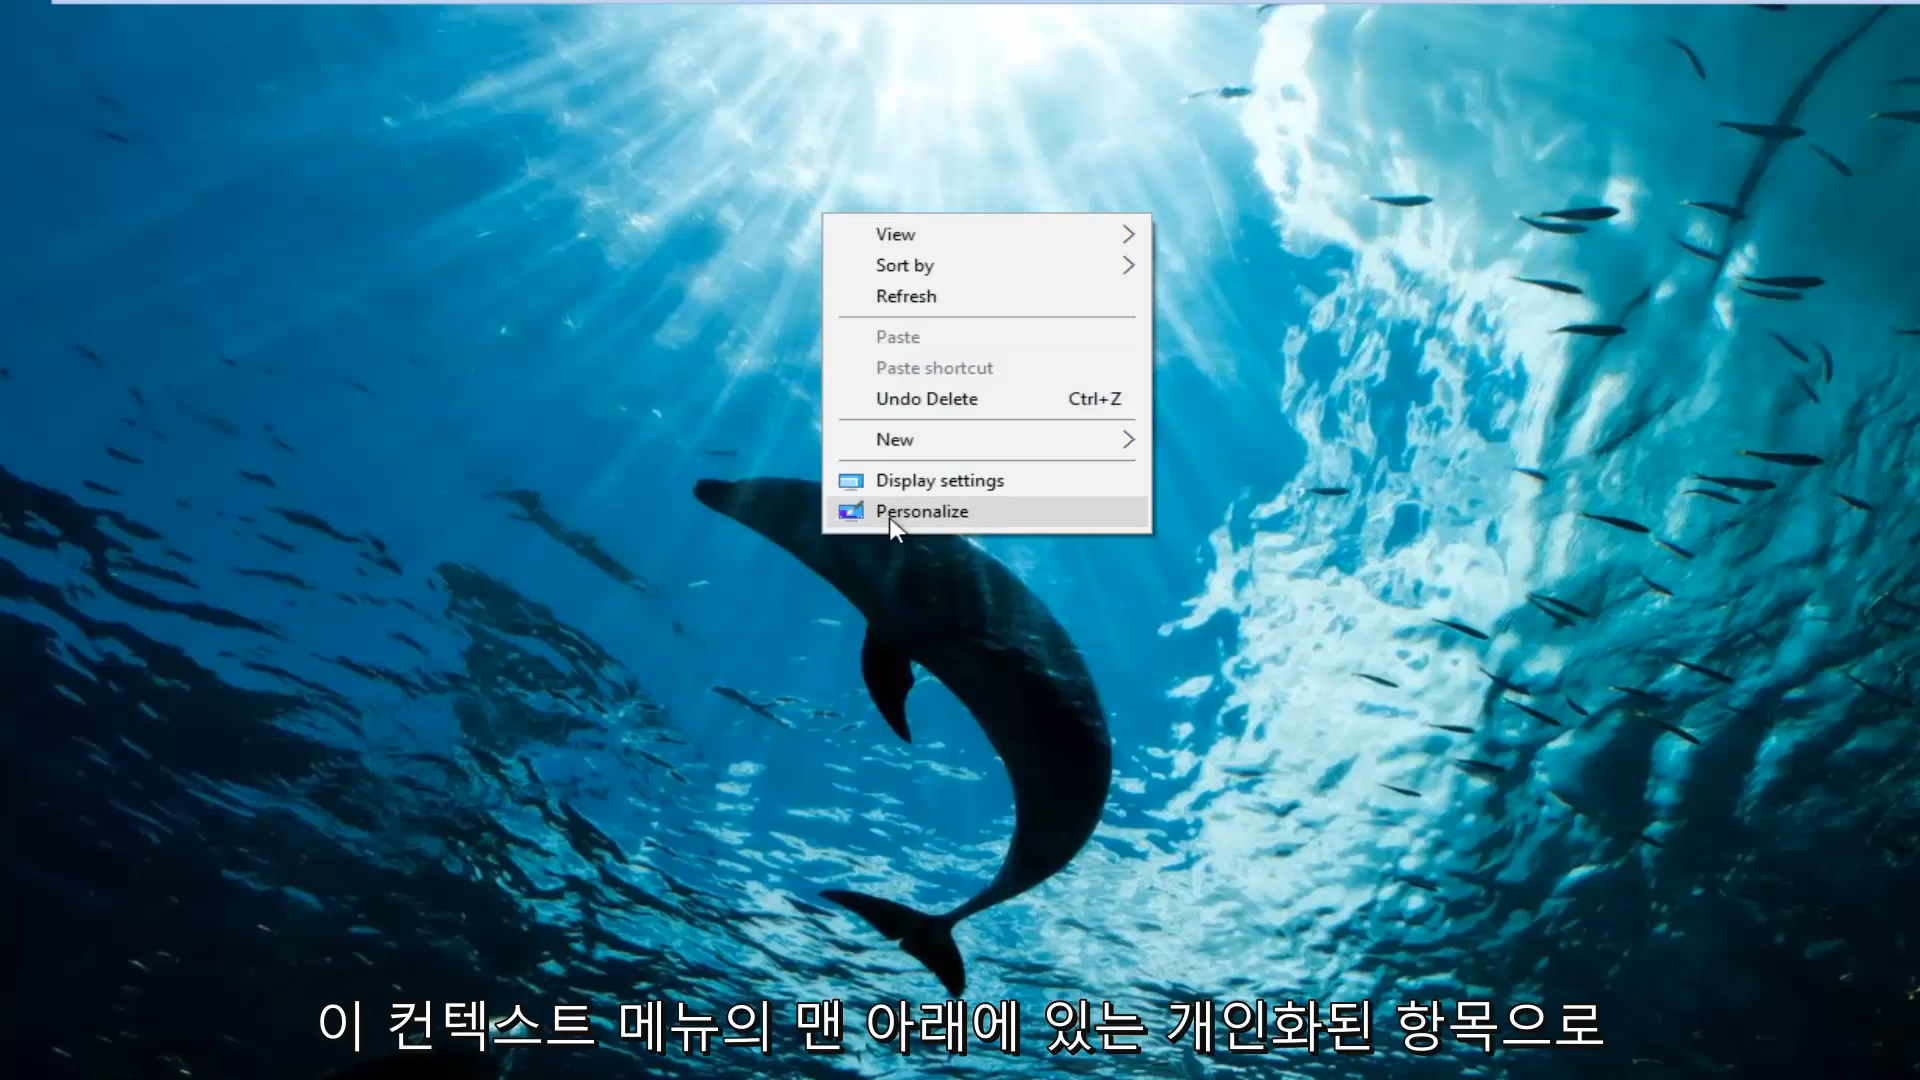 View
Sort by
Refresh
Paste
Paste shortcut
Undo Delete Ctrl+Z
New
Display settings
Personalize
이 컨텍스트 메뉴의 맨 아래에 있는 개인화된 항목으로